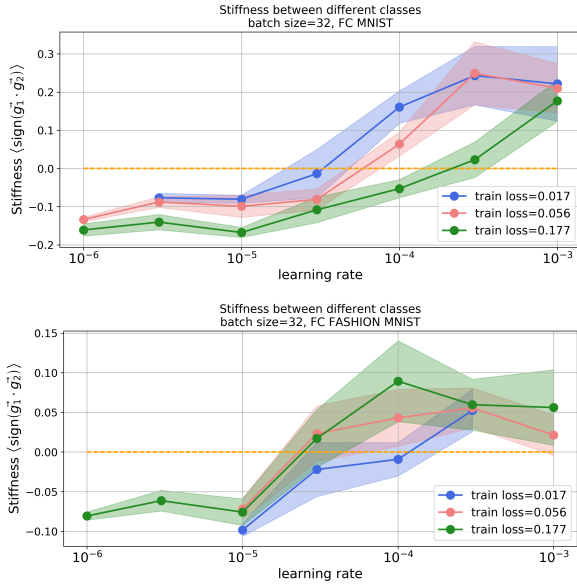 Stiffness between different classes
batch size=32, FC MNIST
Stiffness ⟨sign(g⃗₁ · g⃗₂)⟩
0.3
0.2
0.1
0.0
−0.1
−0.2
train loss=0.017
train loss=0.056
train loss=0.177
10⁻⁶
10⁻⁵
10⁻⁴
10⁻³
learning rate
Stiffness between different classes
batch size=32, FC FASHION MNIST
Stiffness ⟨sign(g⃗₁ · g⃗₂)⟩
0.15
0.10
0.05
0.00
−0.05
−0.10
train loss=0.017
train loss=0.056
train loss=0.177
10⁻⁶
10⁻⁵
10⁻⁴
10⁻³
learning rate